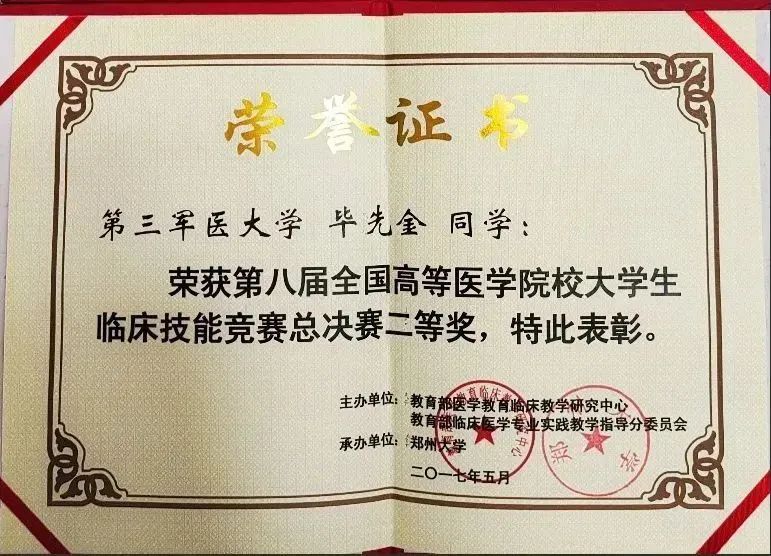 荣誉证书
第三军医大学 毕先金 同学：
荣获第八届全国高等医学院校大学生
临床技能竞赛总决赛二等奖，特此表彰。
主办单位：教育部医学教育临床教学研究中心
教育部临床医学专业实践教学指导分委员会
承办单位：郑州大学
二〇一七年五月